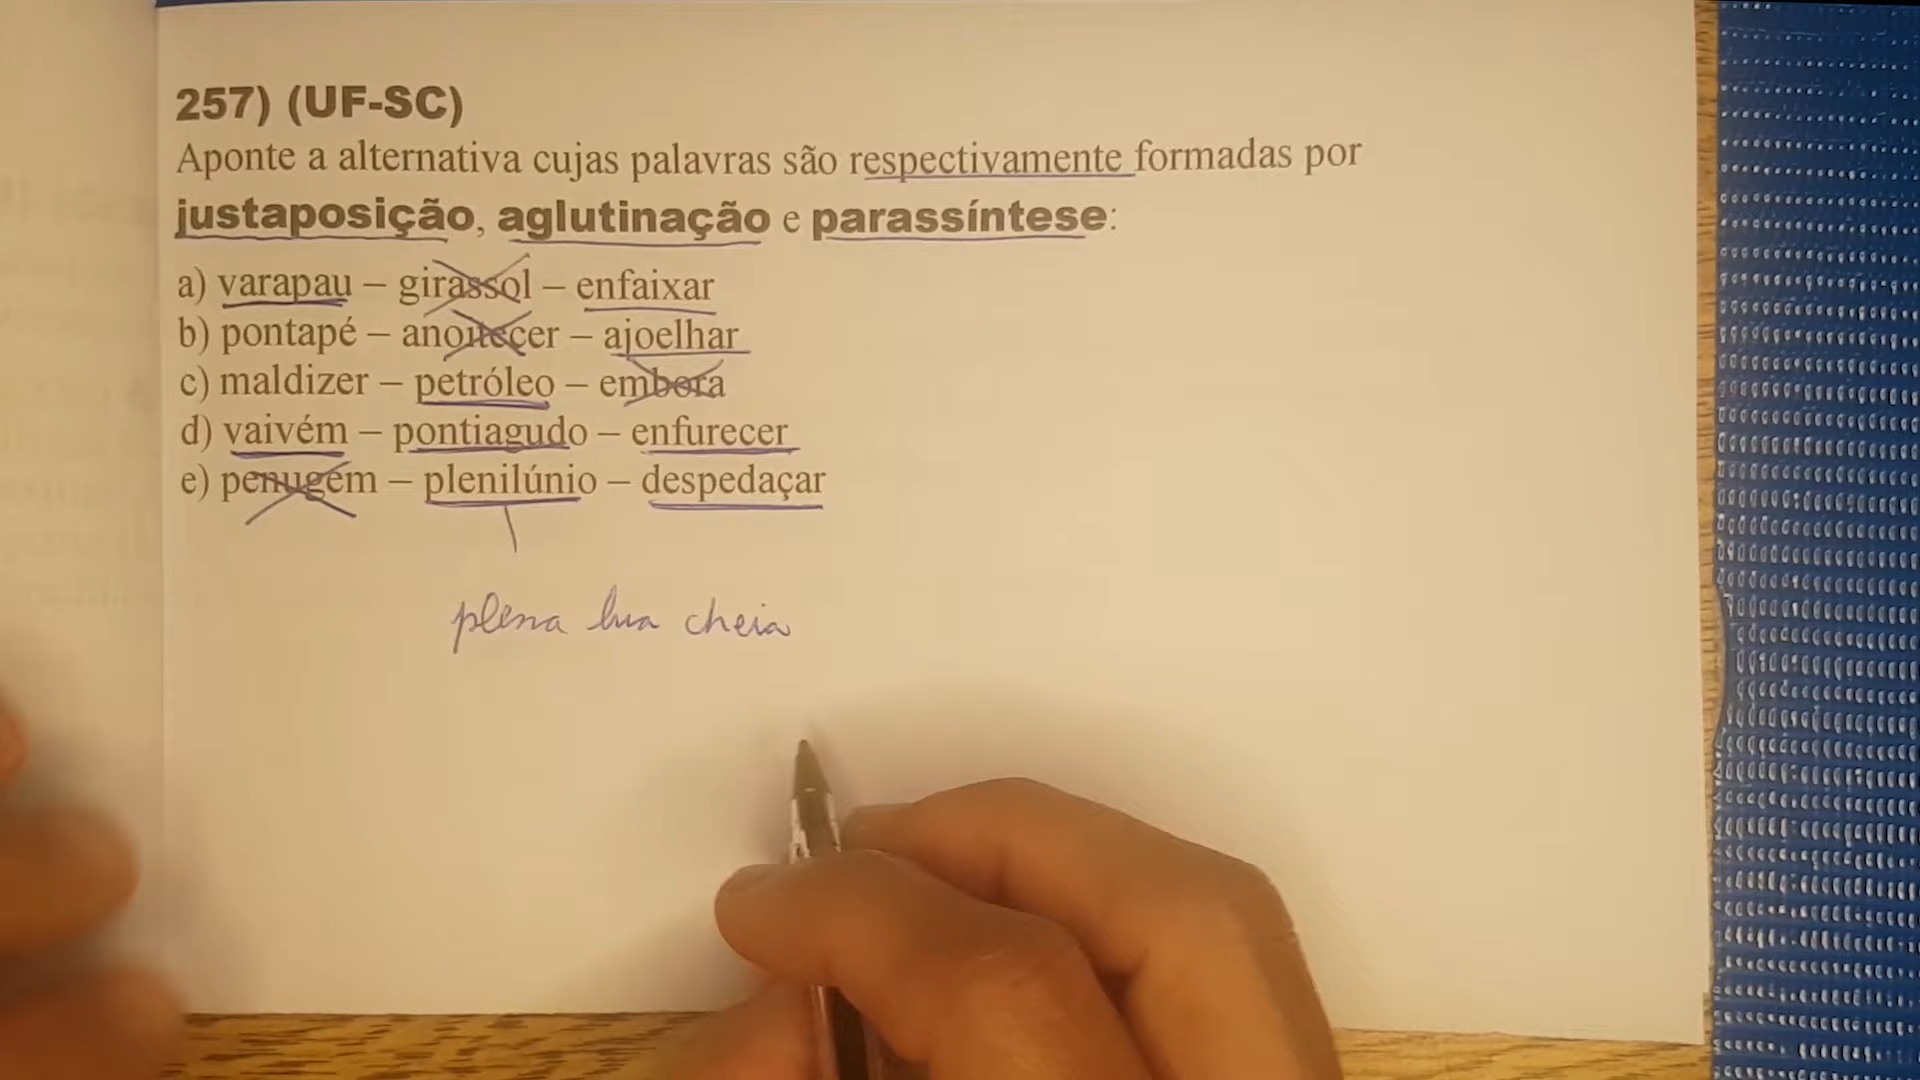 257) (UF-SC)
Aponte a alternativa cujas palavras são respectivamente formadas por
justaposição, aglutinação e parassíntese:
a) varapau – girassol – enfaixar
b) pontapé – anoitecer – ajoelhar
c) maldizer – petróleo – embora
d) vaivém – pontiagudo – enfurecer
e) penugem – plenilúnio – despedaçar
plena lua cheia